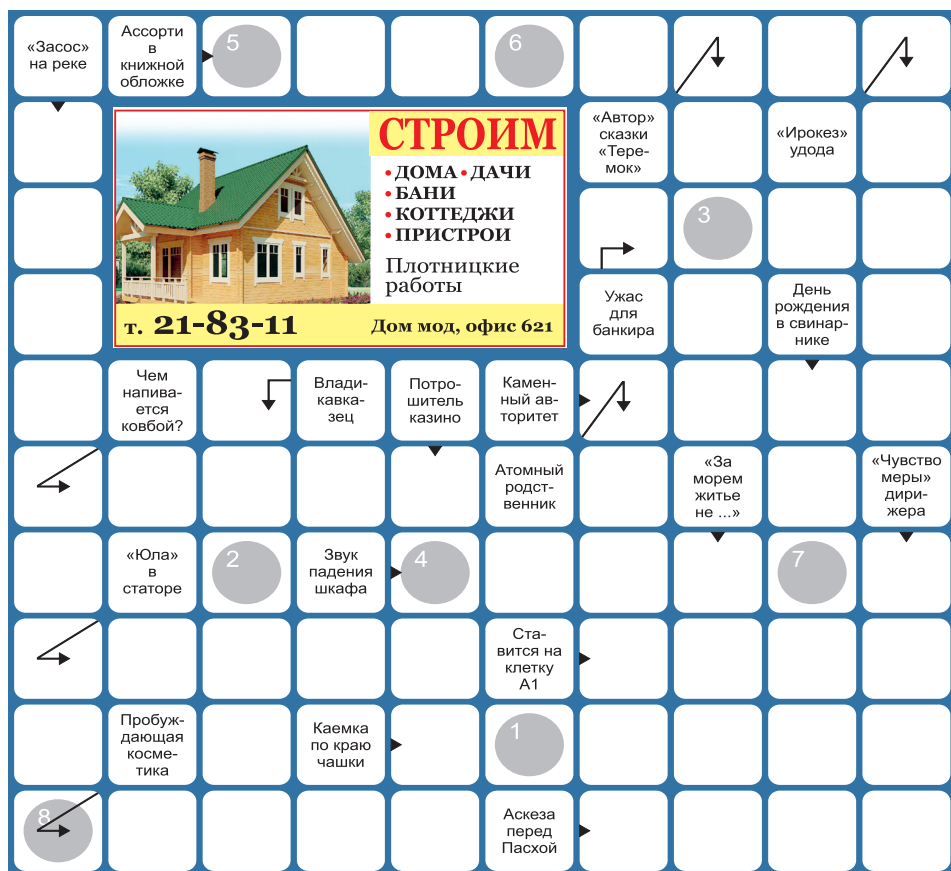 «Засос»
на реке
Ассорти
в
книжной
обложке
5
6
СТРОИМ
• ДОМА • ДАЧИ
• БАНИ
• КОТТЕДЖИ
• ПРИСТРОИ
Плотницкие
работы
т. 21-83-11
Дом мод, офис 621
«Автор»
сказки
«Тере-
мок»
«Ирокез»
удода
3
Ужас
для
банкира
День
рождения
в свинар-
нике
Чем
напива-
ется
ковбой?
Влади-
кавка-
зец
Потро-
шитель
казино
Камен-
ный ав-
торитет
Атомный
родст-
венник
«За
морем
житье
не ...»
«Чувство
меры»
дири-
жера
«Юла»
в
статоре
2
Звук
падения
шкафа
4
7
Ста-
вится на
клетку
А1
Пробуж-
дающая
косме-
тика
Каемка
по краю
чашки
1
8
Аскеза
перед
Пасхой